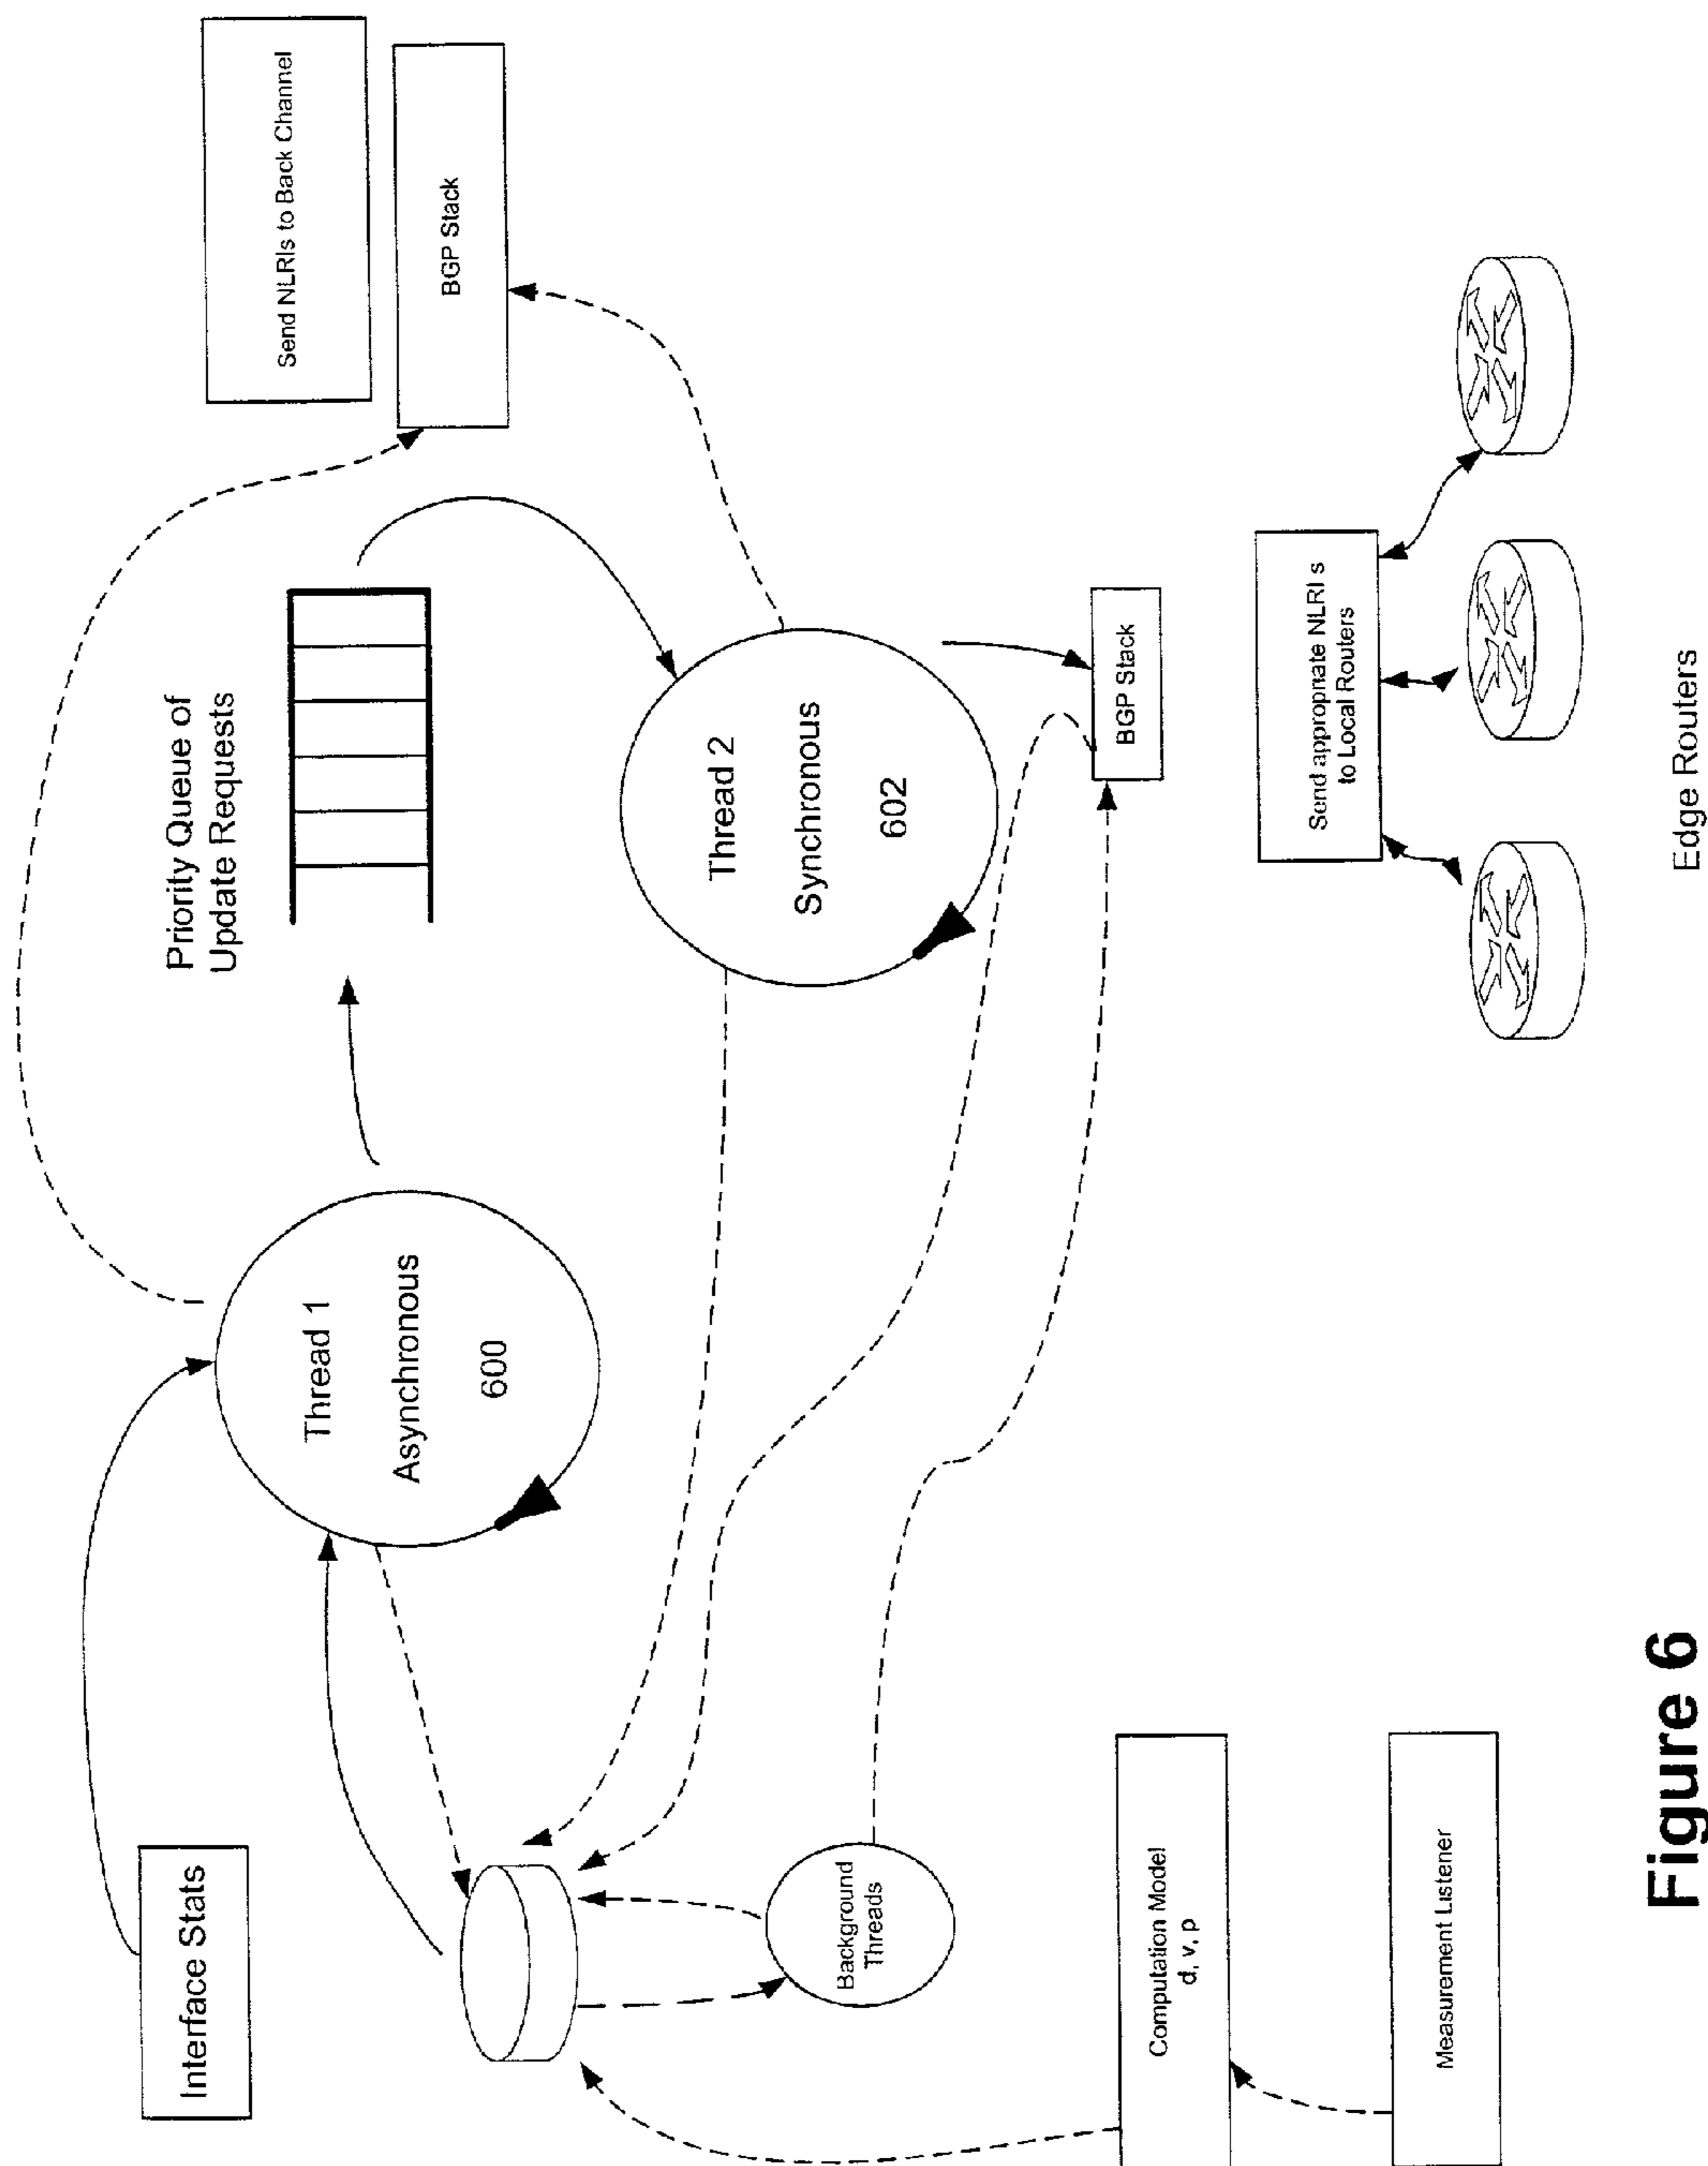 Interface Stats
Thread 1
Asynchronous
600
Priority Queue of
Update Requests
Send NLRIs to Back Channel
BGP Stack
Thread 2
Synchronous
602
Background
Threads
BGP Stack
Computation Model
d, v, p
Measurement Listener
Send appropriate NLRI s
to Local Routers
Edge Routers
Figure 6